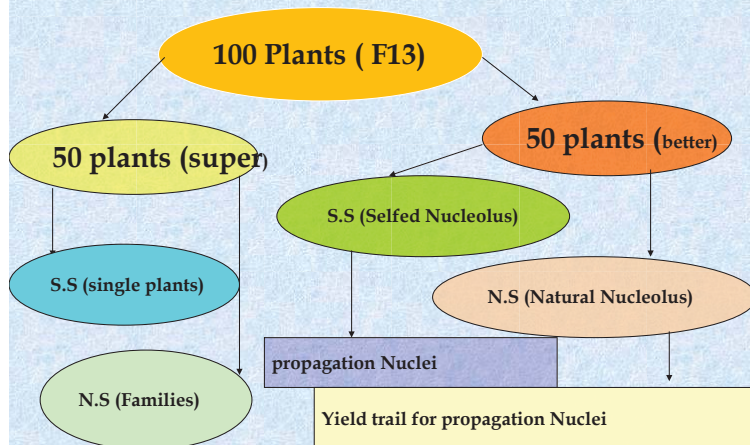 100 Plants ( F13)
50 plants (super)
50 plants (better)
S.S (Selfed Nucleolus)
S.S (single plants)
N.S (Natural Nucleolus)
propagation Nuclei
N.S (Families)
Yield trail for propagation Nuclei